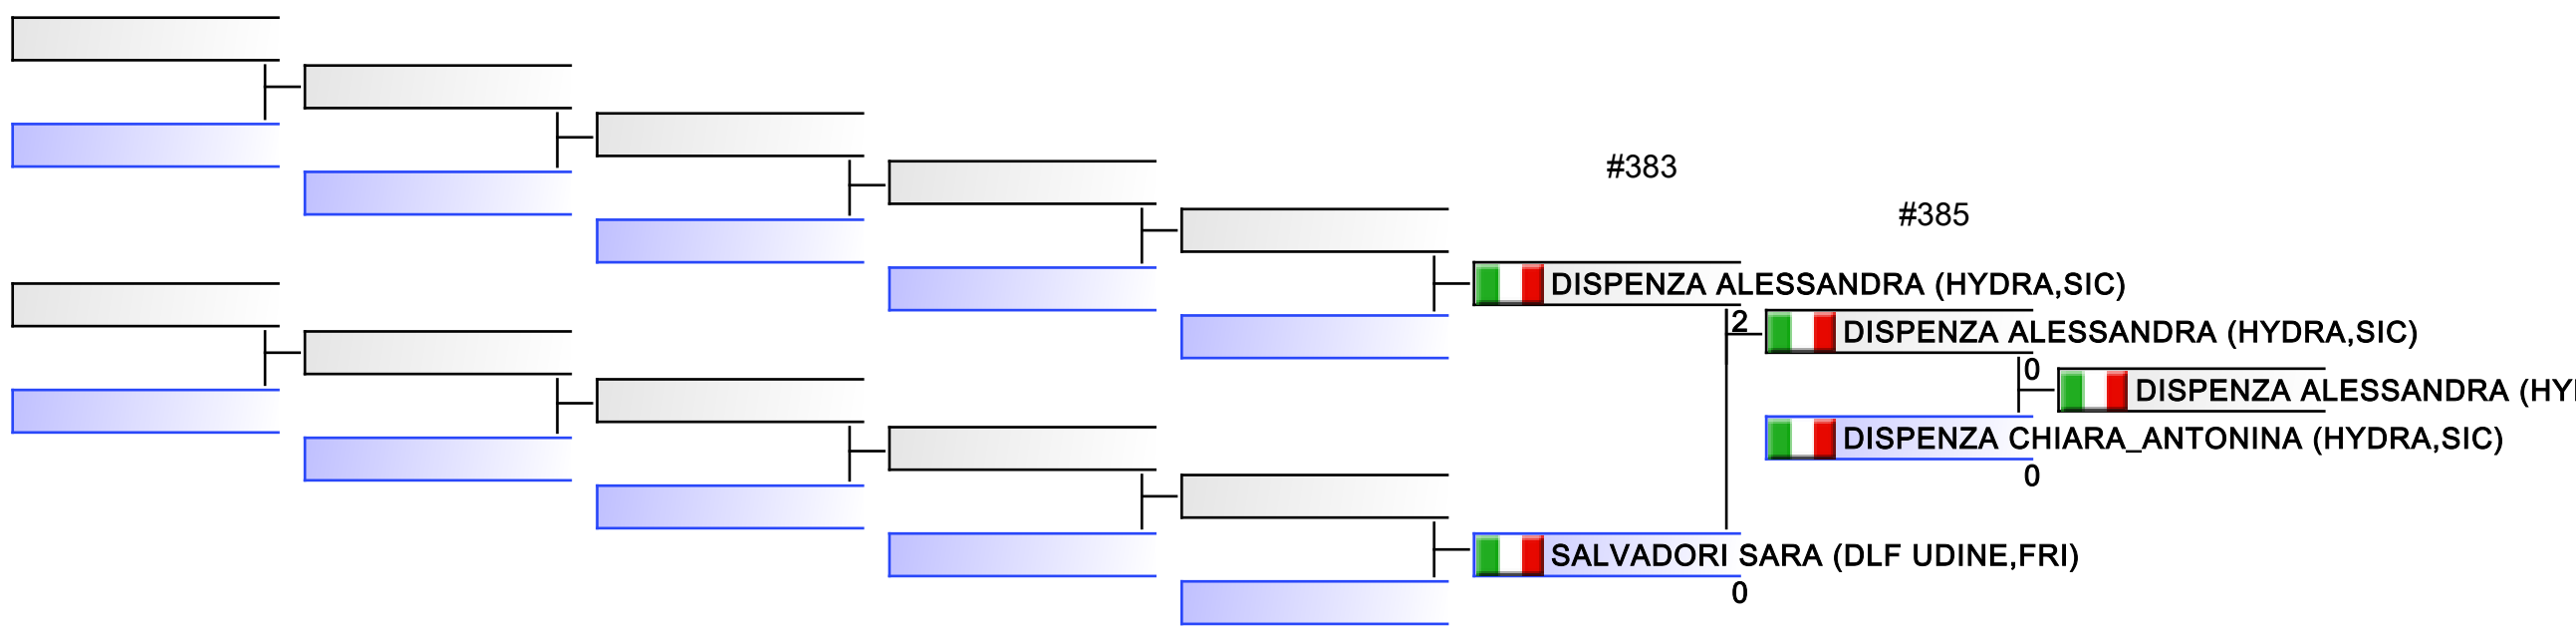 #383
#385
DISPENZA ALESSANDRA (HYDRA,SIC)
2
DISPENZA ALESSANDRA (HYDRA,SIC)
0
DISPENZA ALESSANDRA (HY
DISPENZA CHIARA_ANTONINA (HYDRA,SIC)
0
SALVADORI SARA (DLF UDINE,FRI)
0